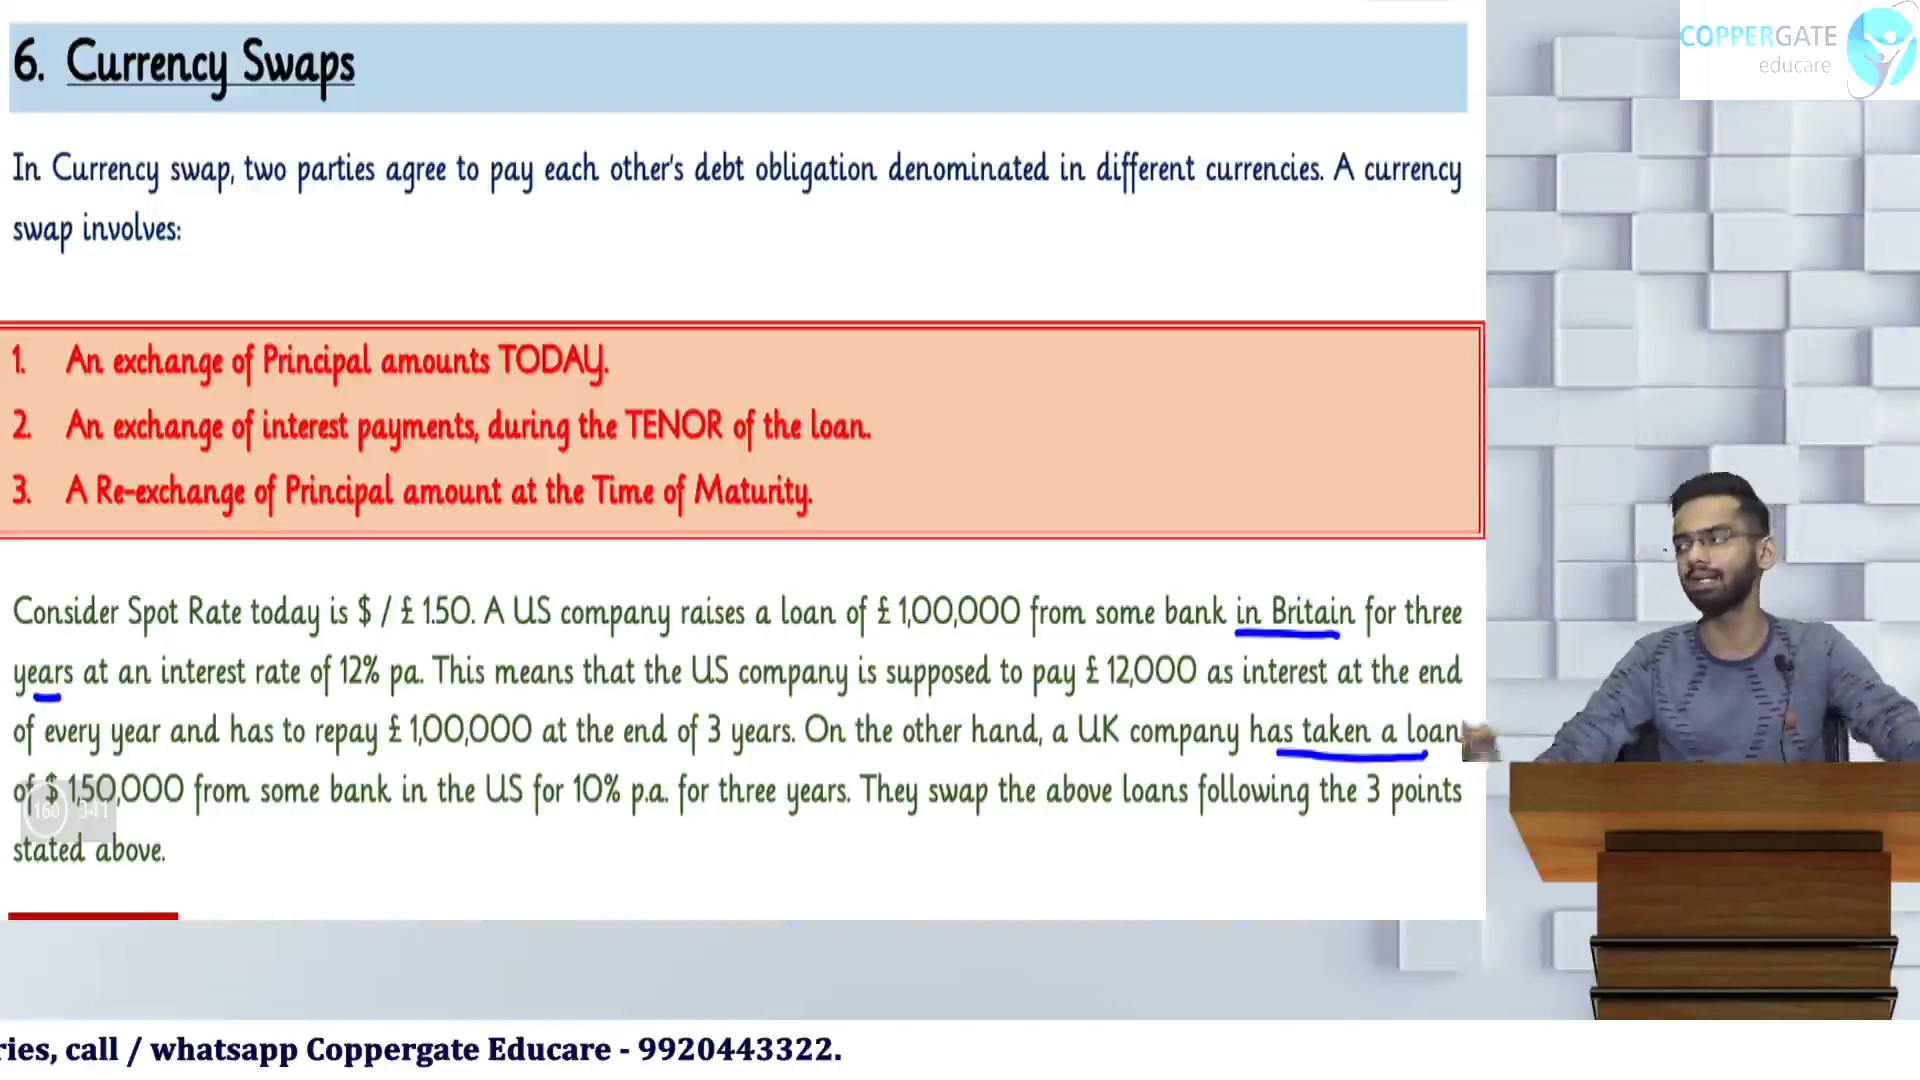 COPPERGATE
educare
6. Currency Swaps
In Currency swap, two parties agree to pay each other's debt obligation denominated in different currencies. A currency
swap involves:
1. An exchange of Principal amounts TODAY.
2. An exchange of interest payments, during the TENOR of the loan.
3. A Re-exchange of Principal amount at the Time of Maturity.
Consider Spot Rate today is $ / £ 1.50. A US company raises a loan of £ 1,00,000 from some bank in Britain for three
years at an interest rate of 12% pa. This means that the US company is supposed to pay £ 12,000 as interest at the end
of every year and has to repay £ 1,00,000 at the end of 3 years. On the other hand, a UK company has taken a loan
of $ 1,50,000 from some bank in the US for 10% p.a. for three years. They swap the above loans following the 3 points
160 341
stated above.
ries, call / whatsapp Coppergate Educare - 9920443322.